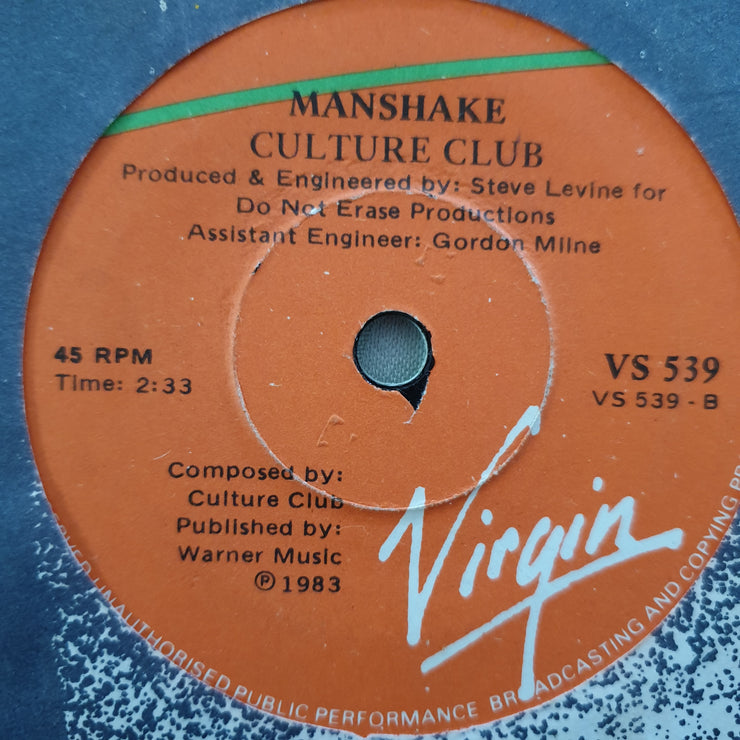 MANSHAKE
CULTURE CLUB
Produced & Engineered by: Steve Levine for
Do Not Erase Productions
Assistant Engineer: Gordon Milne
45 RPM
Time: 2:33
VS 539
VS 539 - B
Composed by:
Culture Club
Published by:
Warner Music
℗ 1983
Virgin
UNAUTHORISED PUBLIC PERFORMANCE BROADCASTING AND COPYING